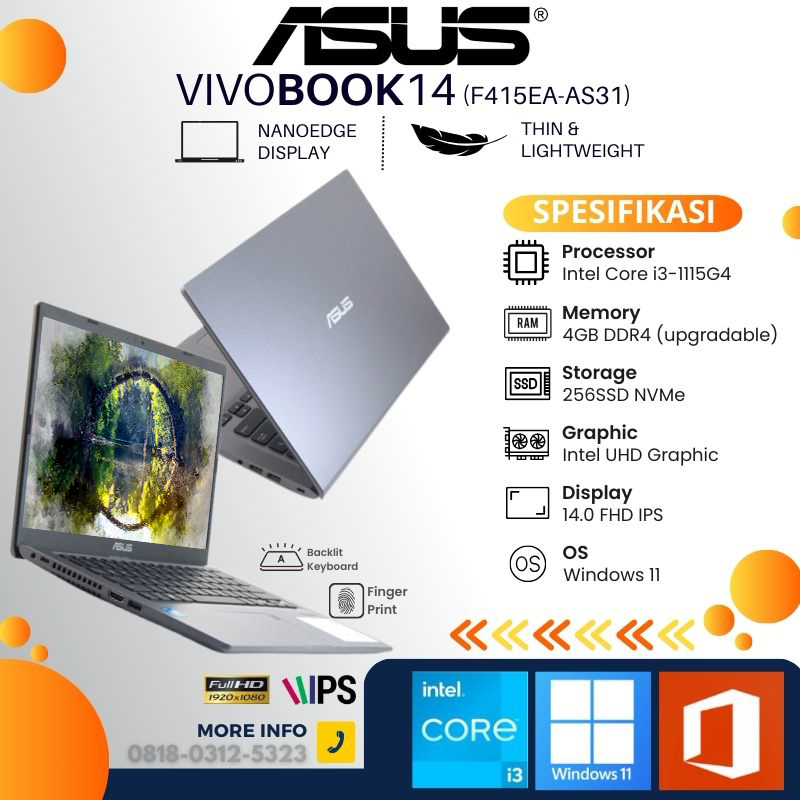 ASUS®
VIVOBOOK14 (F415EA-AS31)
NANOEDGE
DISPLAY
THIN &
LIGHTWEIGHT
SPESIFIKASI
Processor
Intel Core i3-1115G4
RAM
Memory
4GB DDR4 (upgradable)
SSD
Storage
256SSD NVMe
Graphic
Intel UHD Graphic
Display
14.0 FHD IPS
OS
OS
Windows 11
ASUS
ASUS
A
Backlit
Keyboard
Finger
Print
Full HD
1920x1080
IPS
MORE INFO
0818-0312-5323
intel.
CORE
i3
Windows 11